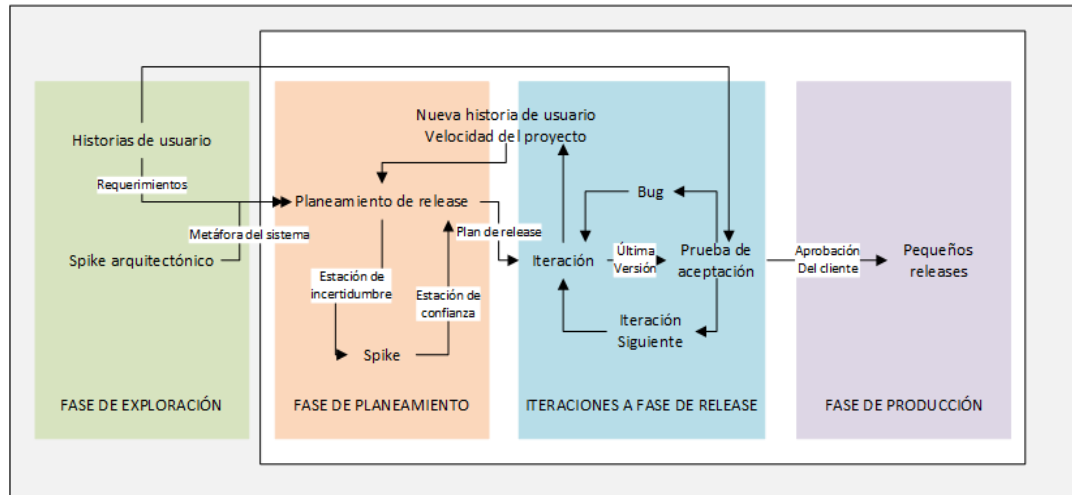 Historias de usuario
Requerimientos
Metáfora del sistema
Spike arquitectónico
FASE DE EXPLORACIÓN
Planeamiento de release
Estación de
incertidumbre
Estación de
confianza
Spike
FASE DE PLANEAMIENTO
Nueva historia de usuario
Velocidad del proyecto
Plan de release
Bug
Iteración
Última
Versión
Prueba de
aceptación
Iteración
Siguiente
ITERACIONES A FASE DE RELEASE
Aprobación
Del cliente
Pequeños
releases
FASE DE PRODUCCIÓN